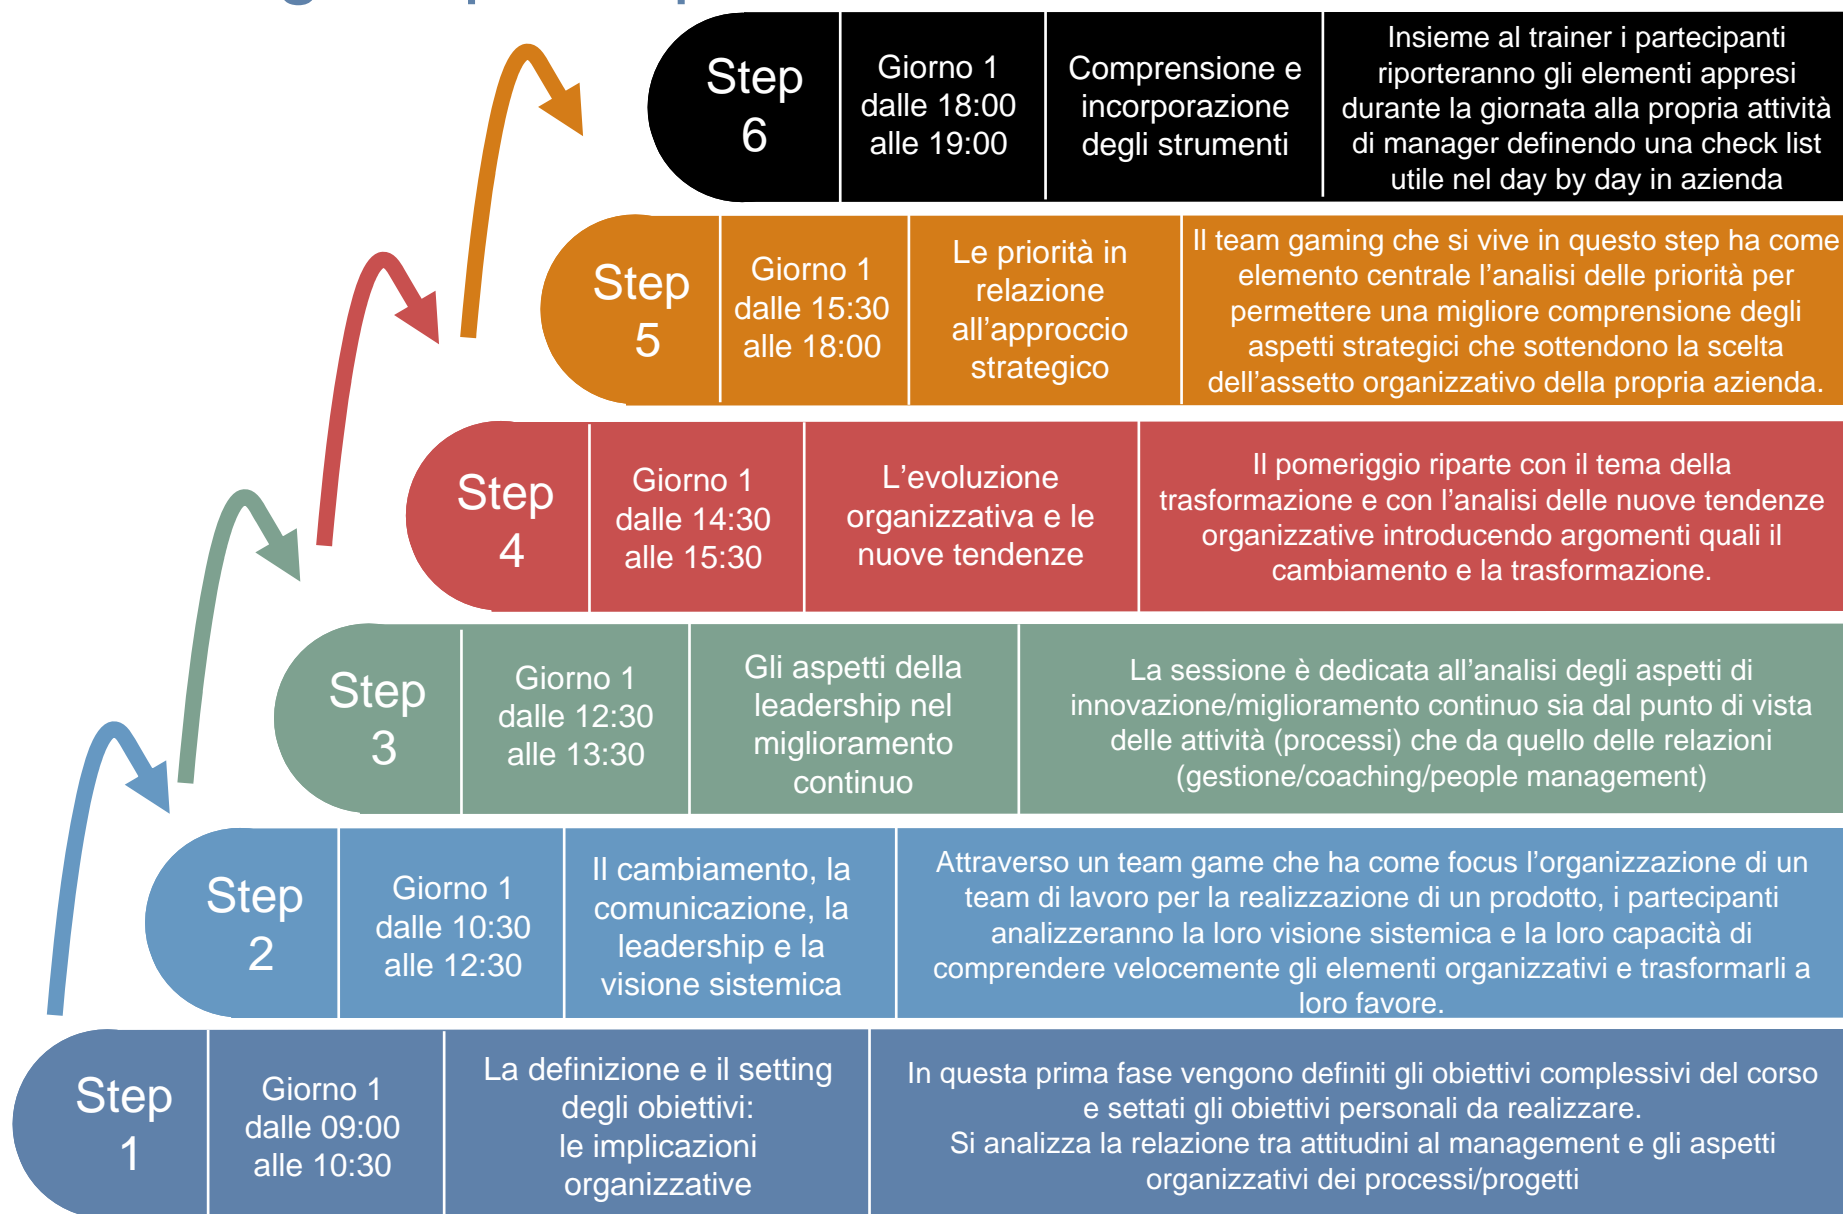 Step
6
Giorno 1
dalle 18:00
alle 19:00
Comprensione e
incorporazione
degli strumenti
Insieme al trainer i partecipanti
riporteranno gli elementi appresi
durante la giornata alla propria attività
di manager definendo una check list
utile nel day by day in azienda
Step
5
Giorno 1
dalle 15:30
alle 18:00
Le priorità in
relazione
all’approccio
strategico
Il team gaming che si vive in questo step ha come
elemento centrale l’analisi delle priorità per
permettere una migliore comprensione degli
aspetti strategici che sottendono la scelta
dell’assetto organizzativo della propria azienda.
Step
4
Giorno 1
dalle 14:30
alle 15:30
L’evoluzione
organizzativa e le
nuove tendenze
Il pomeriggio riparte con il tema della
trasformazione e con l’analisi delle nuove tendenze
organizzative introducendo argomenti quali il
cambiamento e la trasformazione.
Step
3
Giorno 1
dalle 12:30
alle 13:30
Gli aspetti della
leadership nel
miglioramento
continuo
La sessione è dedicata all’analisi degli aspetti di
innovazione/miglioramento continuo sia dal punto di vista
delle attività (processi) che da quello delle relazioni
(gestione/coaching/people management)
Step
2
Giorno 1
dalle 10:30
alle 12:30
Il cambiamento, la
comunicazione, la
leadership e la
visione sistemica
Attraverso un team game che ha come focus l’organizzazione di un
team di lavoro per la realizzazione di un prodotto, i partecipanti
analizzeranno la loro visione sistemica e la loro capacità di
comprendere velocemente gli elementi organizzativi e trasformarli a
loro favore.
Step
1
Giorno 1
dalle 09:00
alle 10:30
La definizione e il setting
degli obiettivi:
le implicazioni
organizzative
In questa prima fase vengono definiti gli obiettivi complessivi del corso
e settati gli obiettivi personali da realizzare.
Si analizza la relazione tra attitudini al management e gli aspetti
organizzativi dei processi/progetti